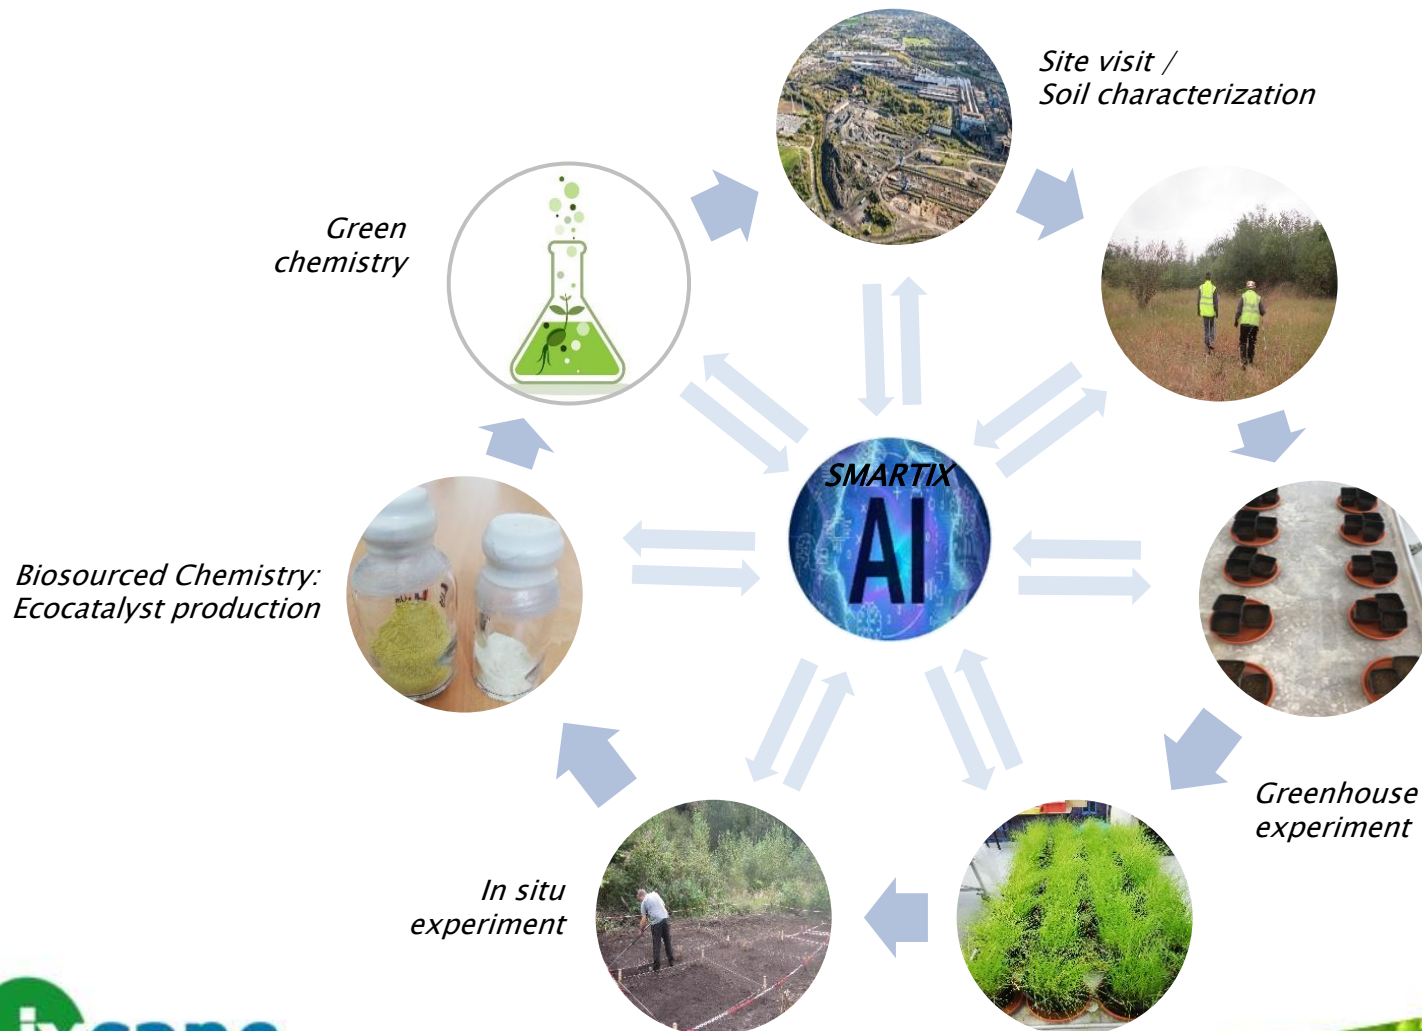 Site visit /
Soil characterization
Green
chemistry
SMARTIX
AI
Biosourced Chemistry:
Ecocatalyst production
Greenhouse
experiment
In situ
experiment